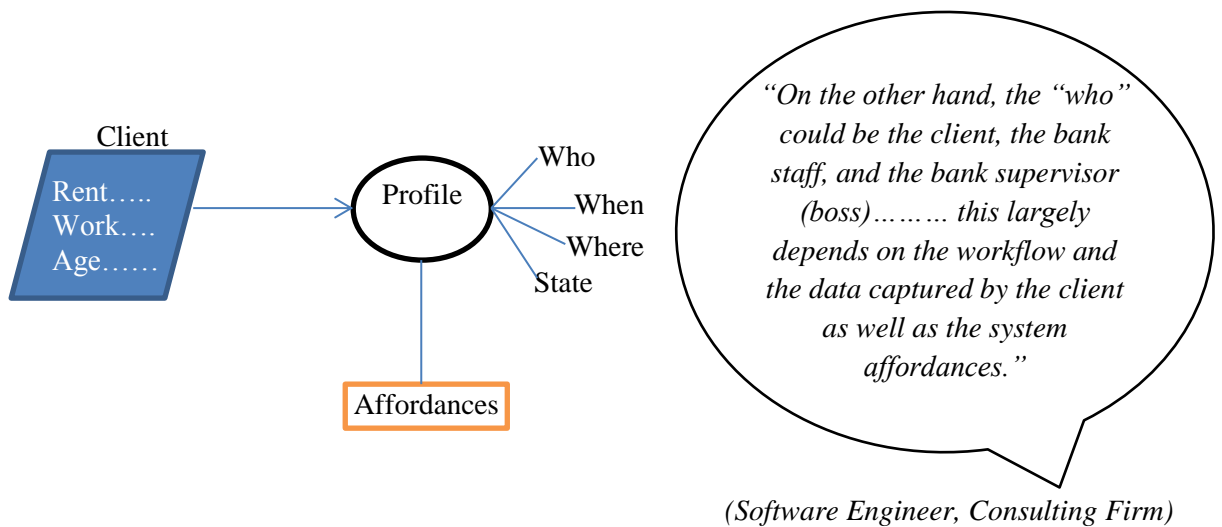 Client
Rent…..
Work….
Age……
Profile
Who
When
Where
State
Affordances
“On the other hand, the “who”
could be the client, the bank
staff, and the bank supervisor
(boss)……… this largely
depends on the workflow and
the data captured by the client
as well as the system
affordances.”
(Software Engineer, Consulting Firm)